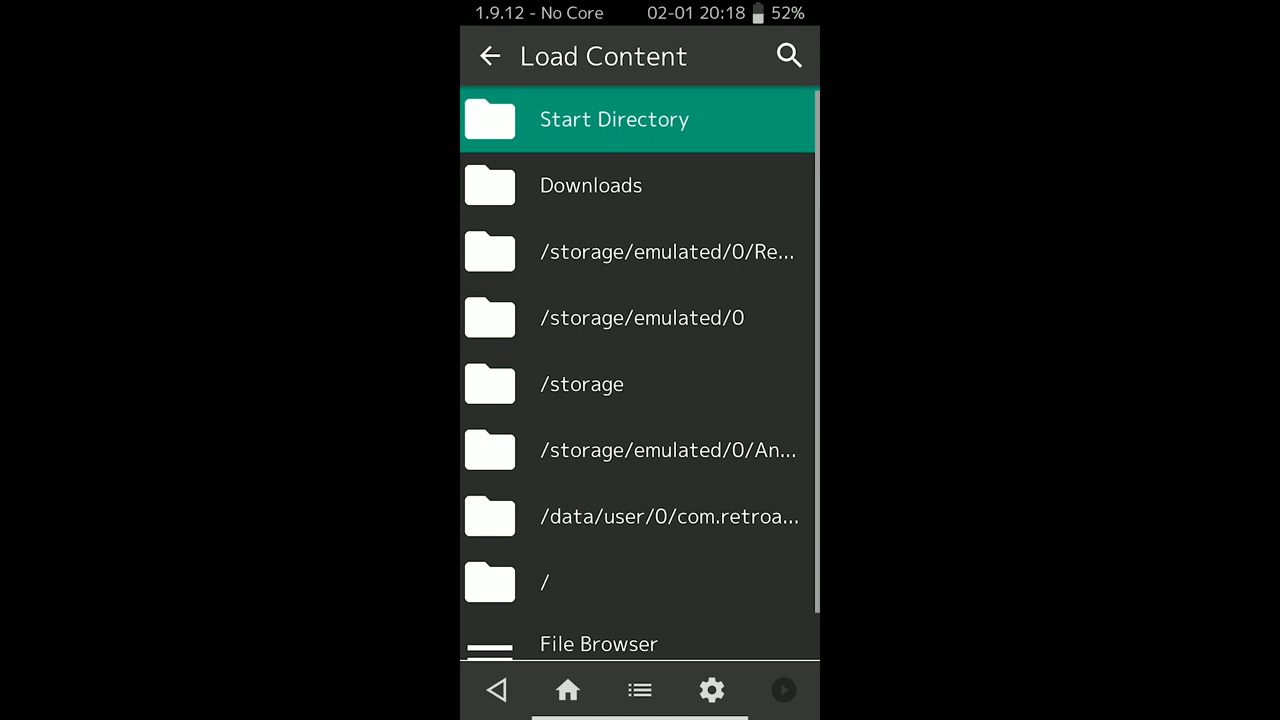 1.9.12 - No Core 02-01 20:18 52%
Load Content
Start Directory
Downloads
/storage/emulated/0/Re...
/storage/emulated/0
/storage
/storage/emulated/0/An...
/data/user/0/com.retroa...
/
File Browser